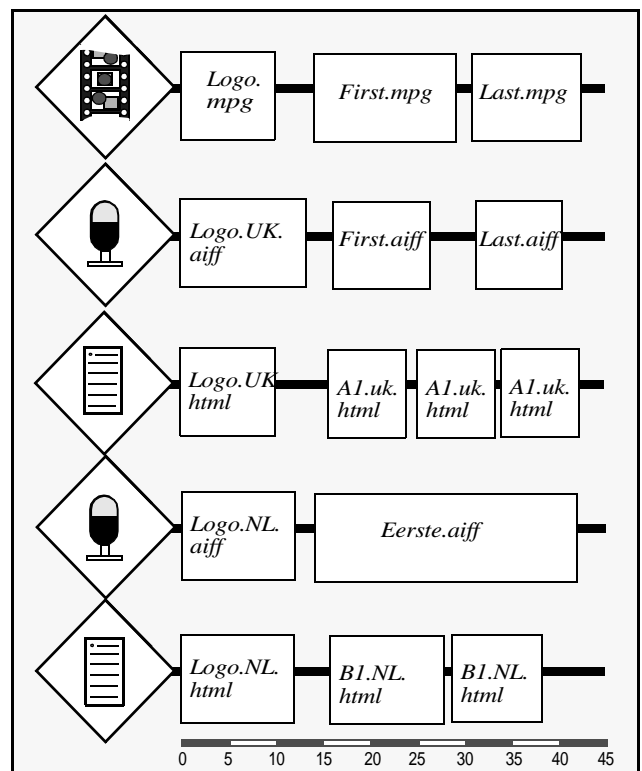 Logo.
mpg
First.mpg
Last.mpg
Logo.UK.
aiff
First.aiff
Last.aiff
Logo.UK
html
A1.uk.
html
A1.uk.
html
A1.uk.
html
Logo.NL.
aiff
Eerste.aiff
Logo.NL.
html
B1.NL.
html
B1.NL.
html
0 5 10 15 20 25 30 35 40 45